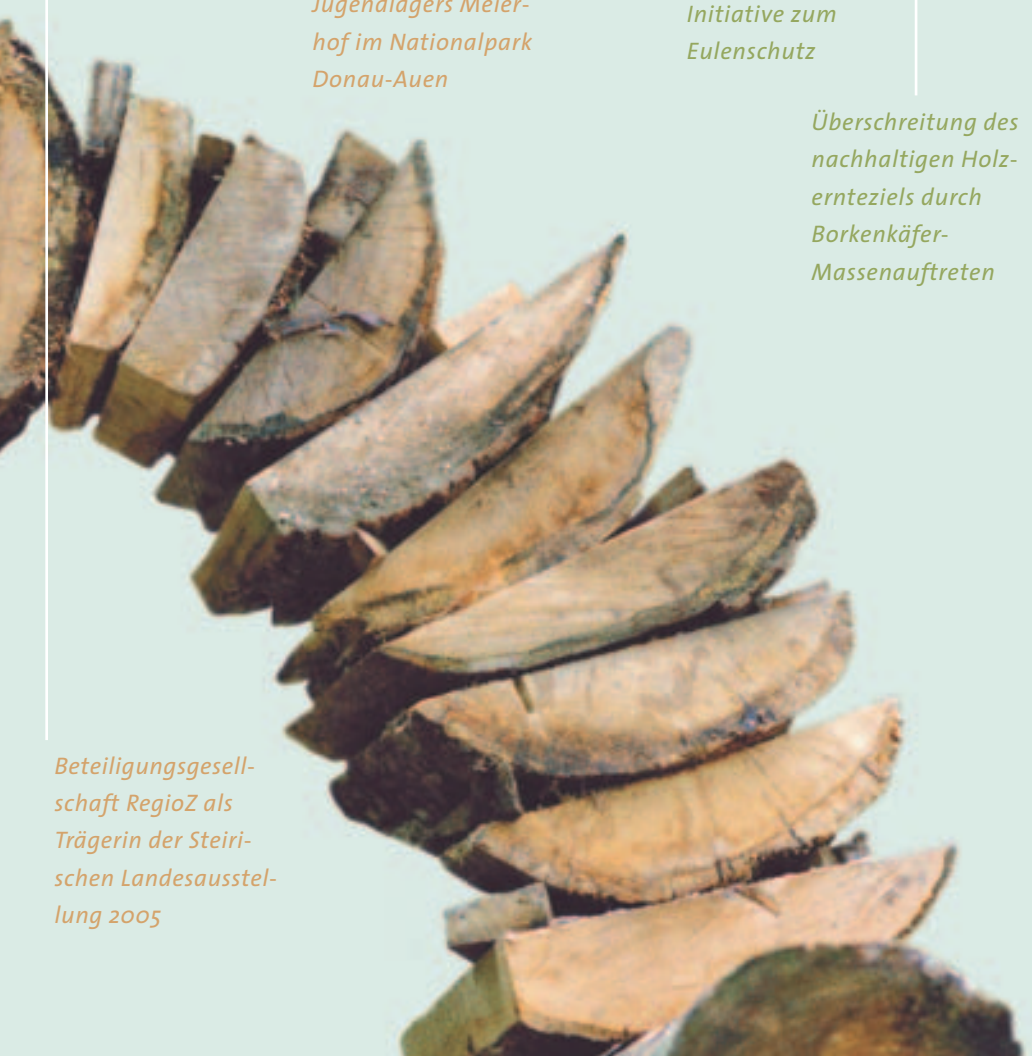 Jugendlagers Meier-
hof im Nationalpark
Donau-Auen
Initiative zum
Eulenschutz
Überschreitung des
nachhaltigen Holz-
ernteziels durch
Borkenkäfer-
Massenauftreten
Beteiligungsgesell-
schaft RegioZ als
Trägerin der Steiri-
schen Landesausstel-
lung 2005